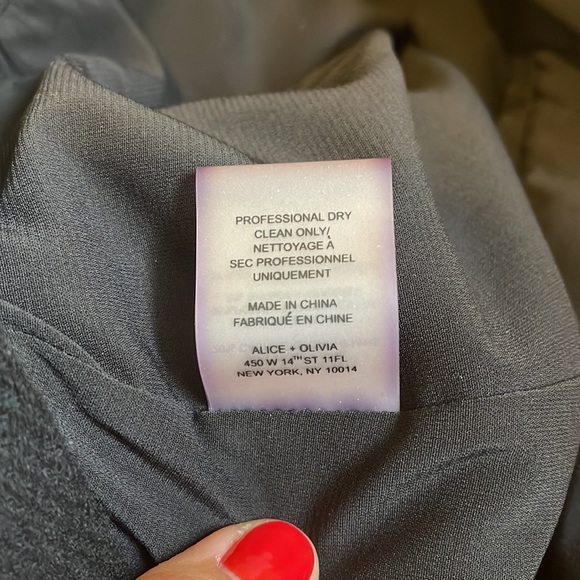 PROFESSIONAL DRY
CLEAN ONLY/
NETTOYAGE À
SEC PROFESSIONNEL
UNIQUEMENT
MADE IN CHINA
FABRIQUÉ EN CHINE
ALICE + OLIVIA
450 W 14TH ST 11FL
NEW YORK, NY 10014